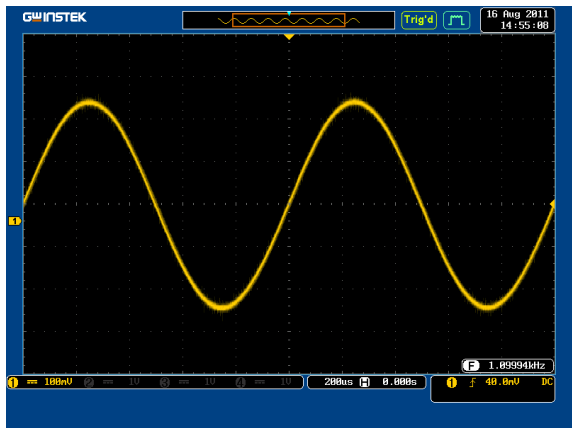 GWINSTEK
Trig'd
16 Aug 2011
14:55:08
1
F 1.09994kHz
1 100mV 2 1V 3 1V 4 1V
200us H 0.000s
1 40.0mV DC